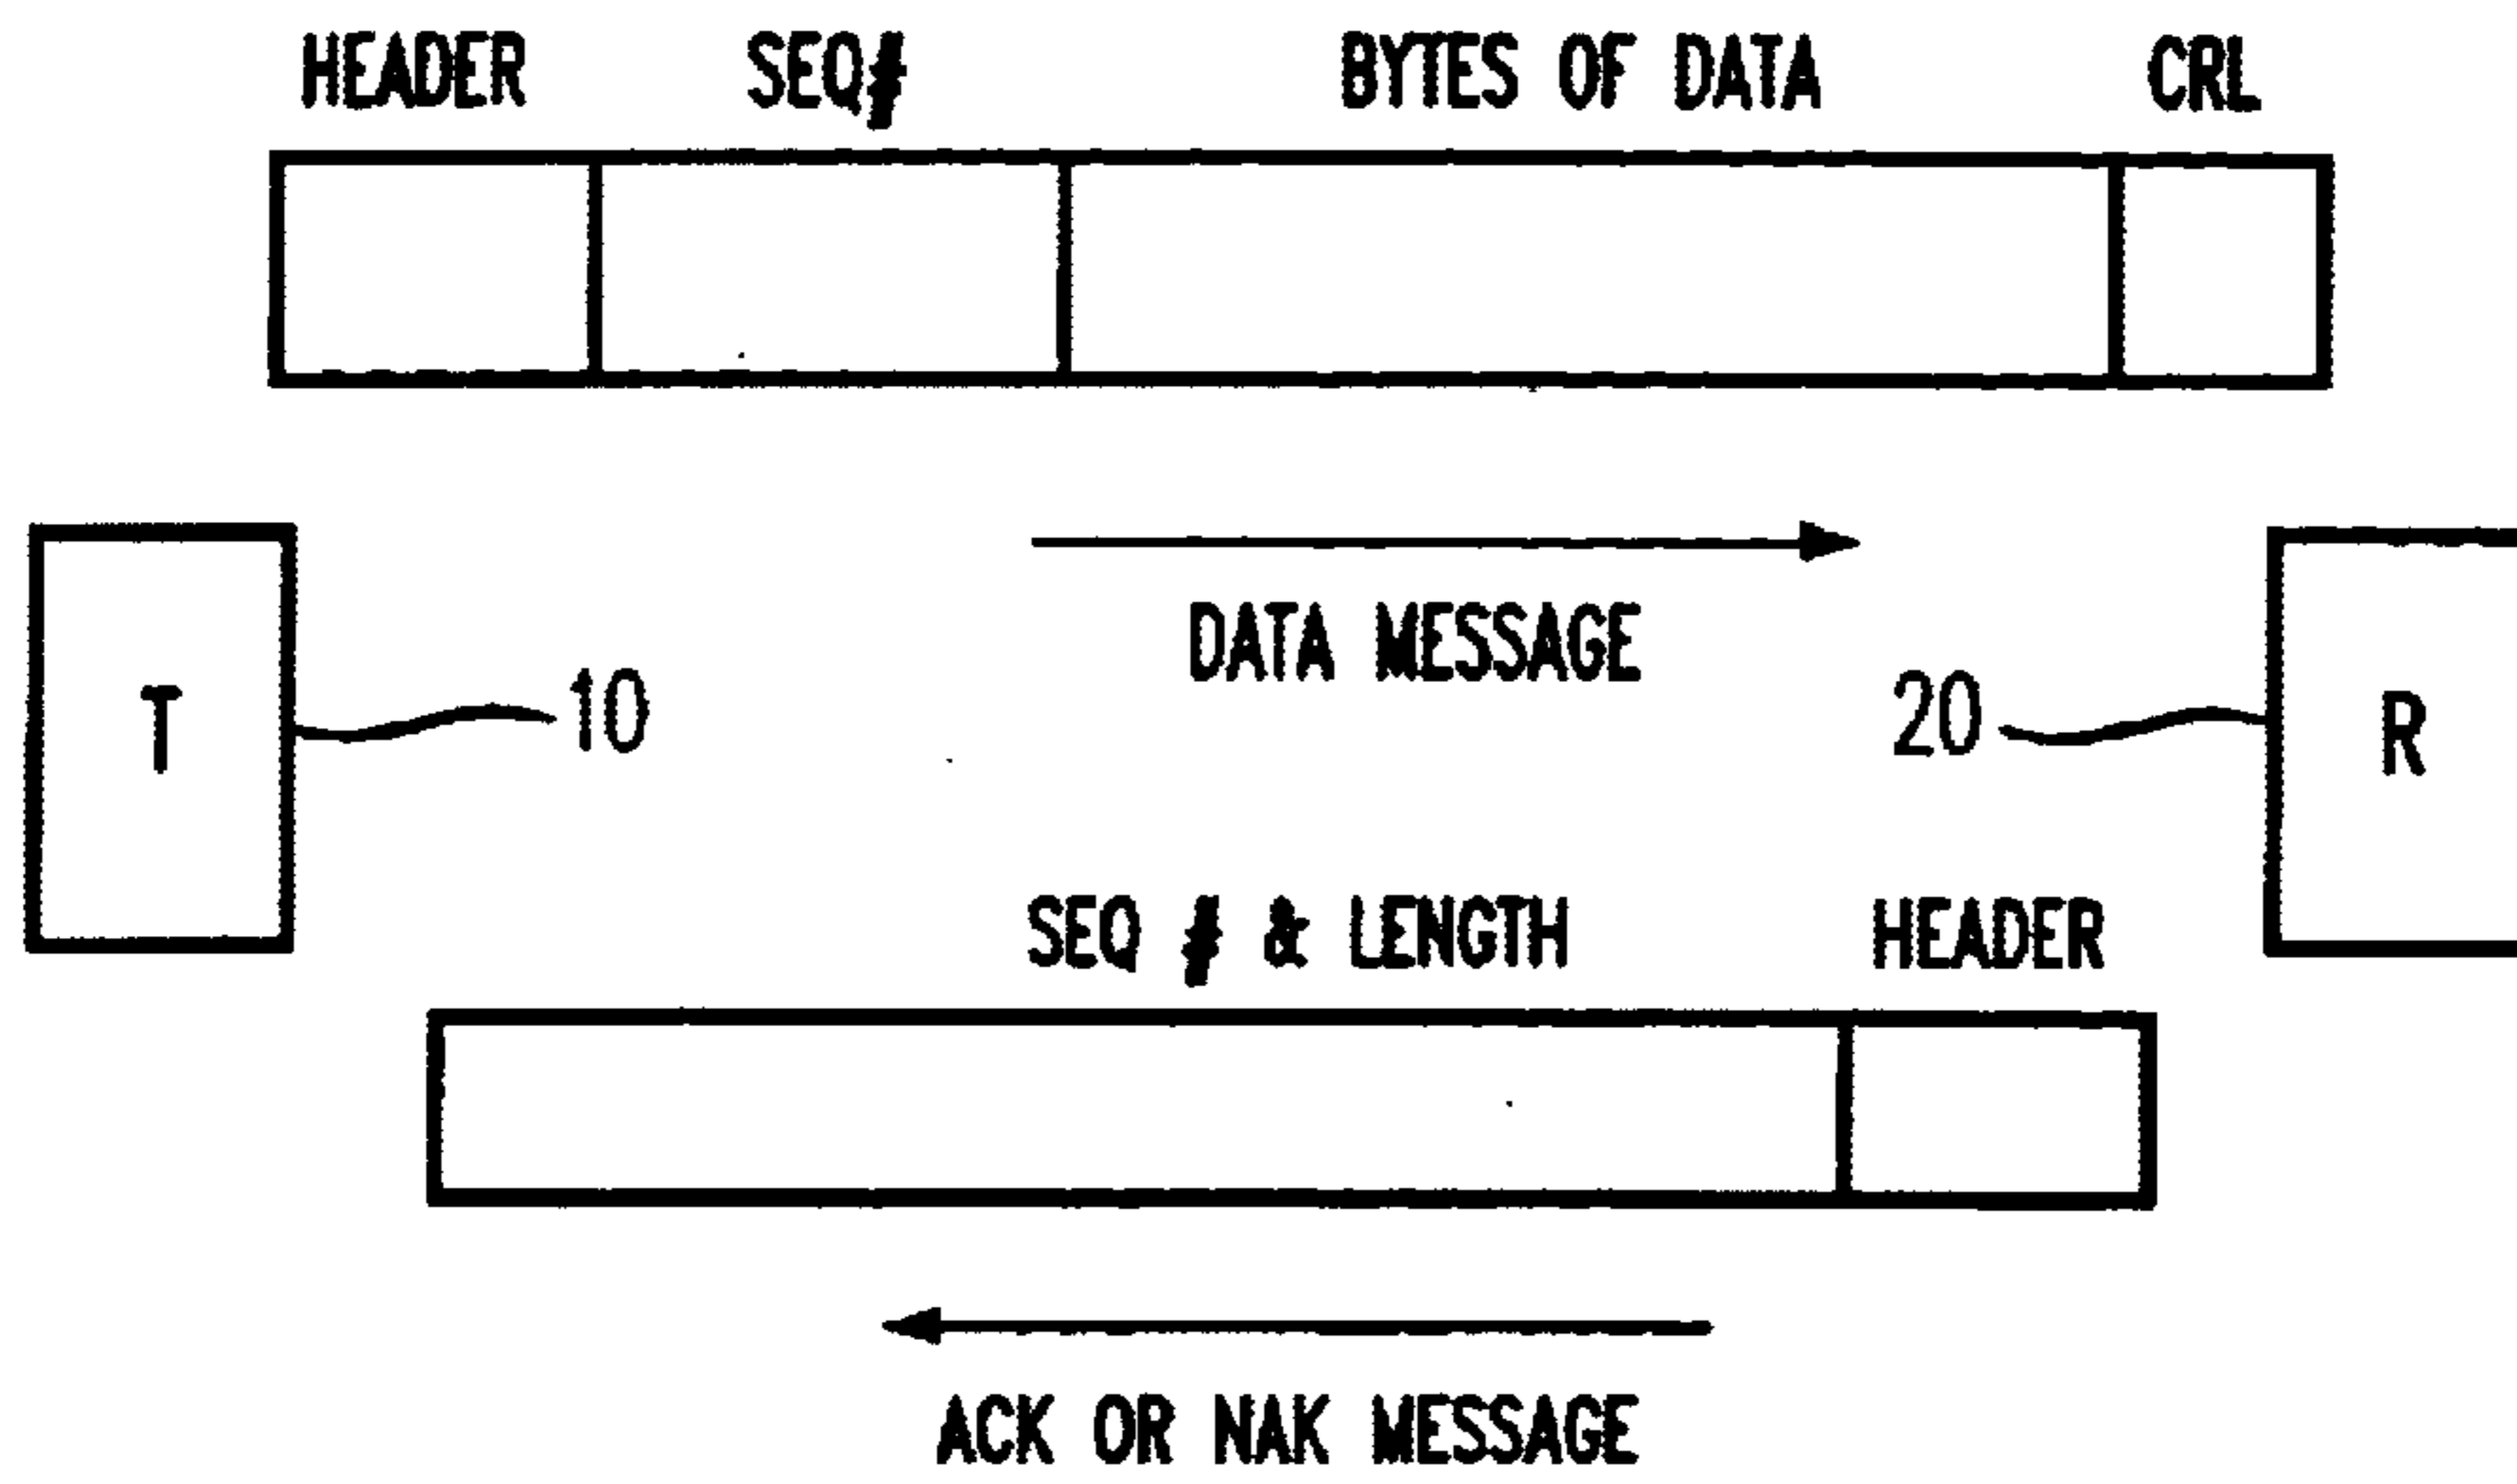 HEADER SEQ# BYTES OF DATA CRL
DATA MESSAGE
T 10 20 R
SEQ # & LENGTH HEADER
ACK OR NAK MESSAGE